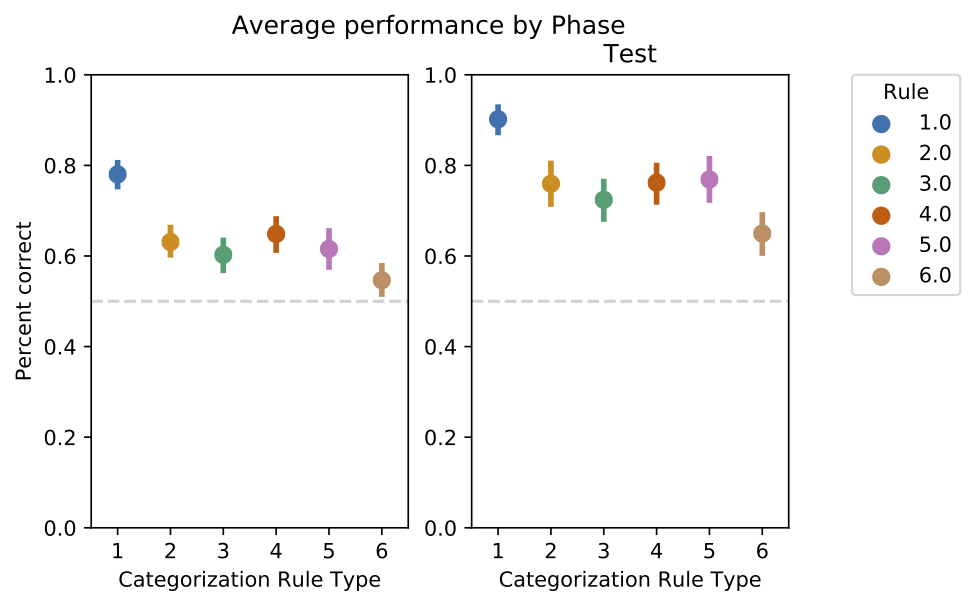 Average performance by Phase
Test
Percent correct
1.0
0.8
0.6
0.4
0.2
0.0
1 2 3 4 5 6
Categorization Rule Type
1.0
0.8
0.6
0.4
0.2
0.0
1 2 3 4 5 6
Categorization Rule Type
Rule
1.0
2.0
3.0
4.0
5.0
6.0